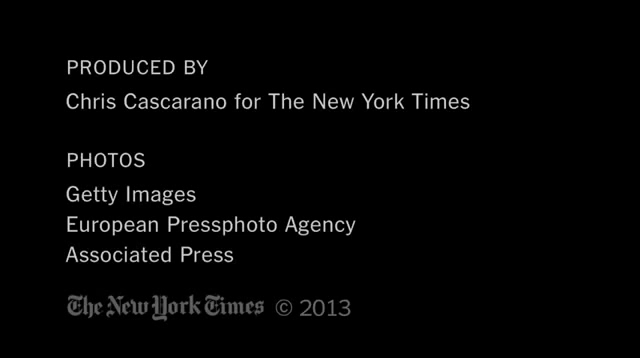 PRODUCED BY
Chris Cascarano for The New York Times
PHOTOS
Getty Images
European Pressphoto Agency
Associated Press
The New York Times © 2013